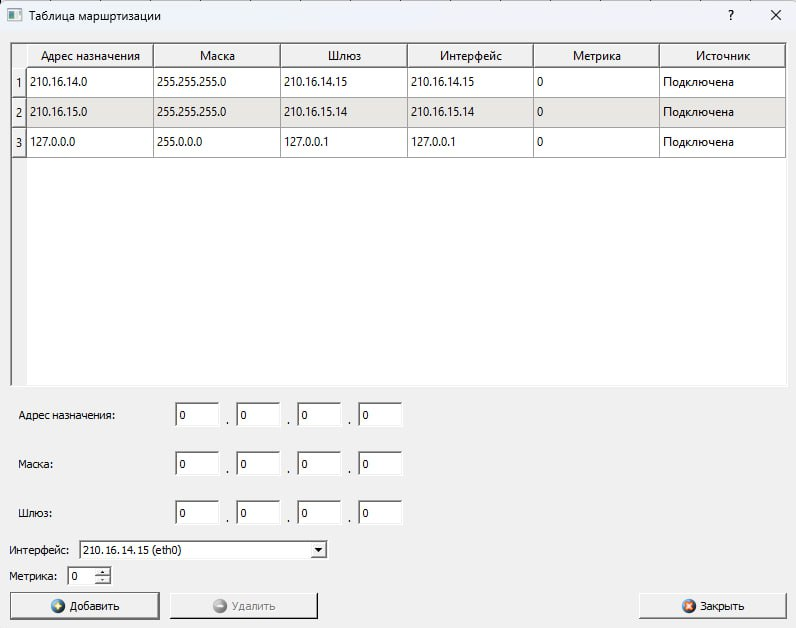 Таблица маршртизации ?
Адрес назначения Маска Шлюз Интерфейс Метрика Источник
1 210.16.14.0 255.255.255.0 210.16.14.15 210.16.14.15 0 Подключена
2 210.16.15.0 255.255.255.0 210.16.15.14 210.16.15.14 0 Подключена
3 127.0.0.0 255.0.0.0 127.0.0.1 127.0.0.1 0 Подключена
Адрес назначения: 0 . 0 . 0 . 0
Маска: 0 . 0 . 0 . 0
Шлюз: 0 . 0 . 0 . 0
Интерфейс: 210.16.14.15 (eth0)
Метрика: 0
Добавить Удалить Закрыть